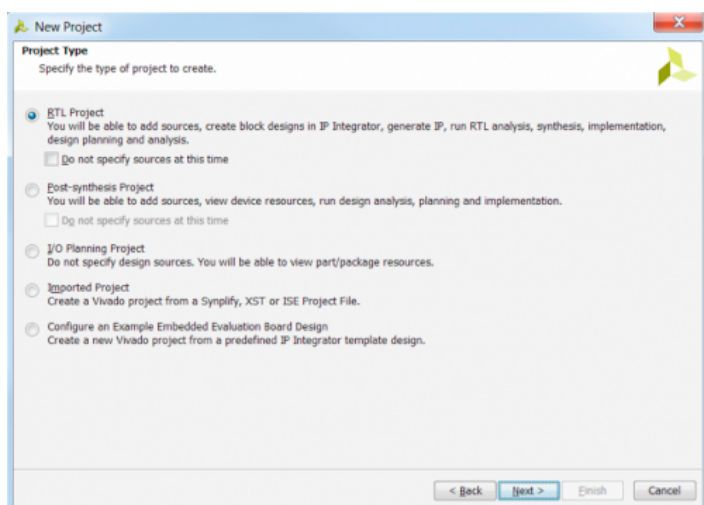 New Project
Project Type
Specify the type of project to create.
RTL Project
You will be able to add sources, create block designs in IP Integrator, generate IP, run RTL analysis, synthesis, implementation,
design planning and analysis.
Do not specify sources at this time
Post-synthesis Project
You will be able to add sources, view device resources, run design analysis, planning and implementation.
Do not specify sources at this time
I/O Planning Project
Do not specify design sources. You will be able to view part/package resources.
Imported Project
Create a Vivado project from a Synplify, XST or ISE Project File.
Configure an Example Embedded Evaluation Board Design
Create a new Vivado project from a predefined IP Integrator template design.
< Back Next > Finish Cancel